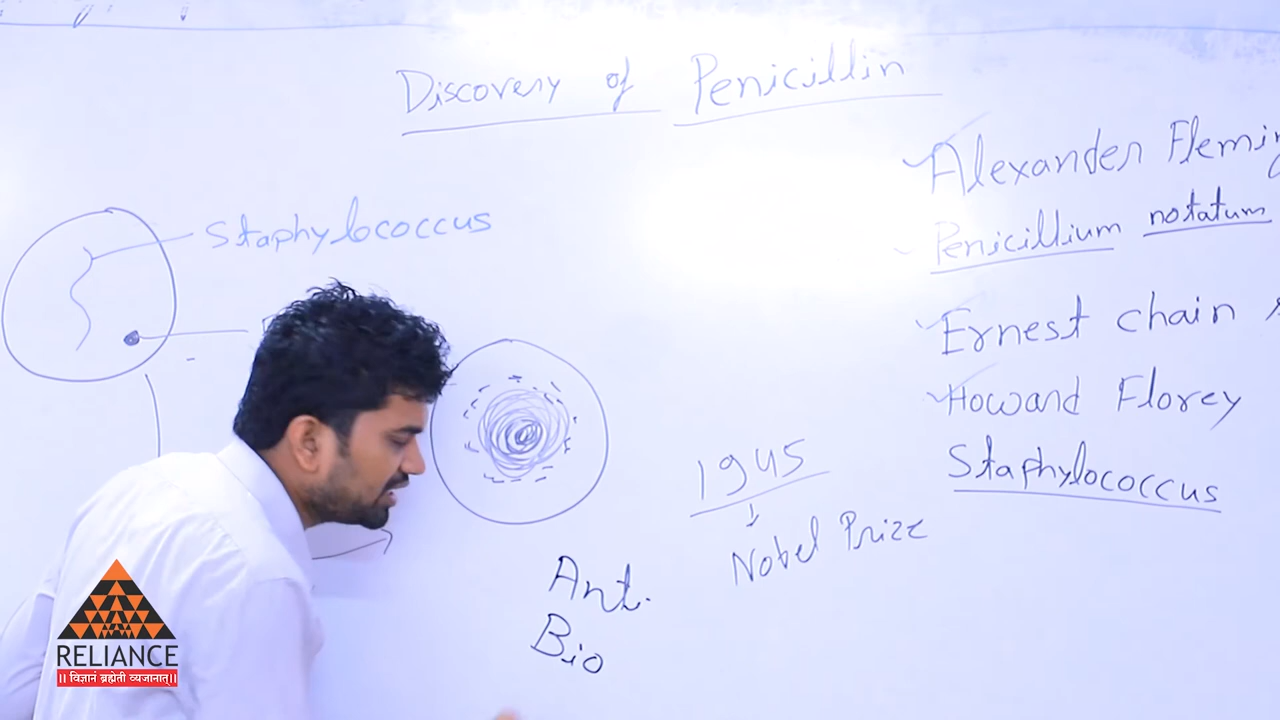 Discovery of Penicillin
Alexander Flemin
Penicillium notatum
Ernest chain
Howard Florey
Staphylococcus
Staphylococcus
1945
Nobel Prize
Ant.
Bio
RELIANCE
|| विज्ञानं ब्रह्मेती व्यजानात् ||